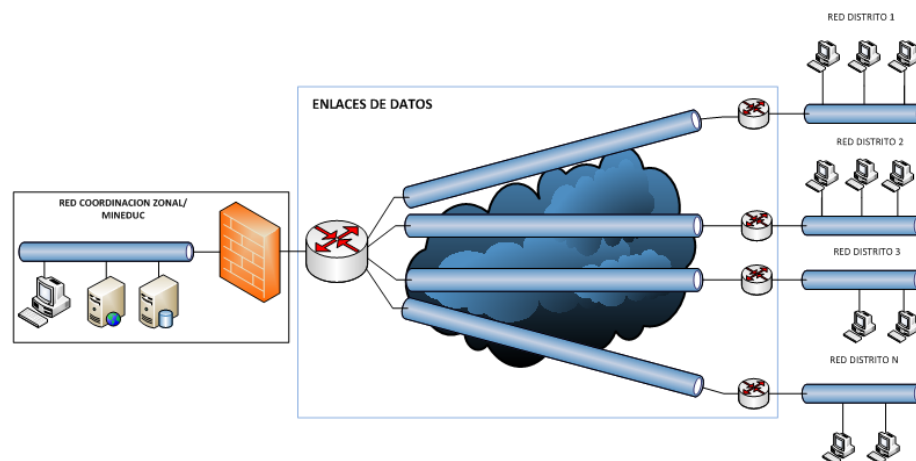 RED DISTRITO 1
ENLACES DE DATOS
RED DISTRITO 2
RED COORDINACION ZONAL/
MINEDUC
RED DISTRITO 3
RED DISTRITO N